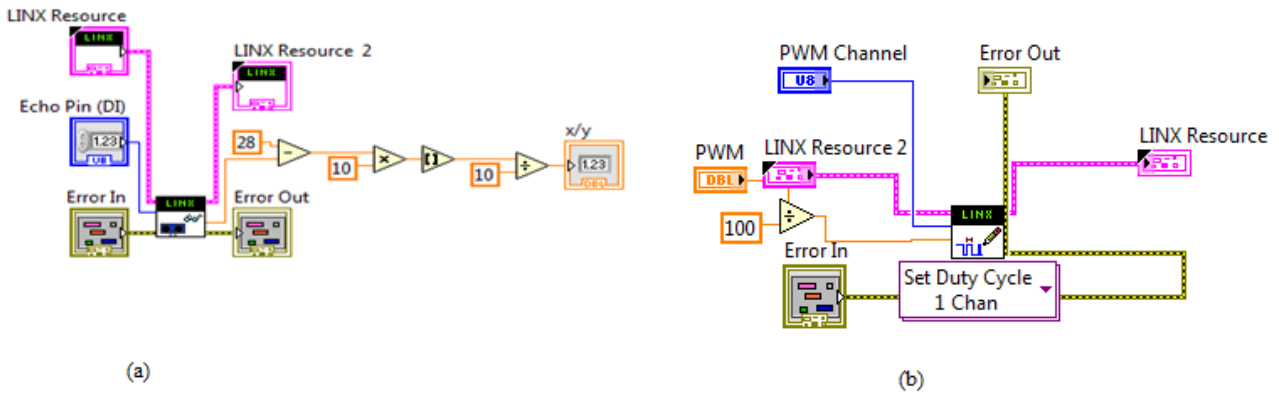 LINX Resource
LINX
LINX Resource 2
LINX
Echo Pin (DI)
1.23
U8
28
10
10
x/y
1.23
DBL
Error In
LINX
Error Out
(a)
PWM Channel
U8
Error Out
LINX Resource
PWM
DBL
LINX Resource 2
100
LINX
Error In
Set Duty Cycle
1 Chan
(b)